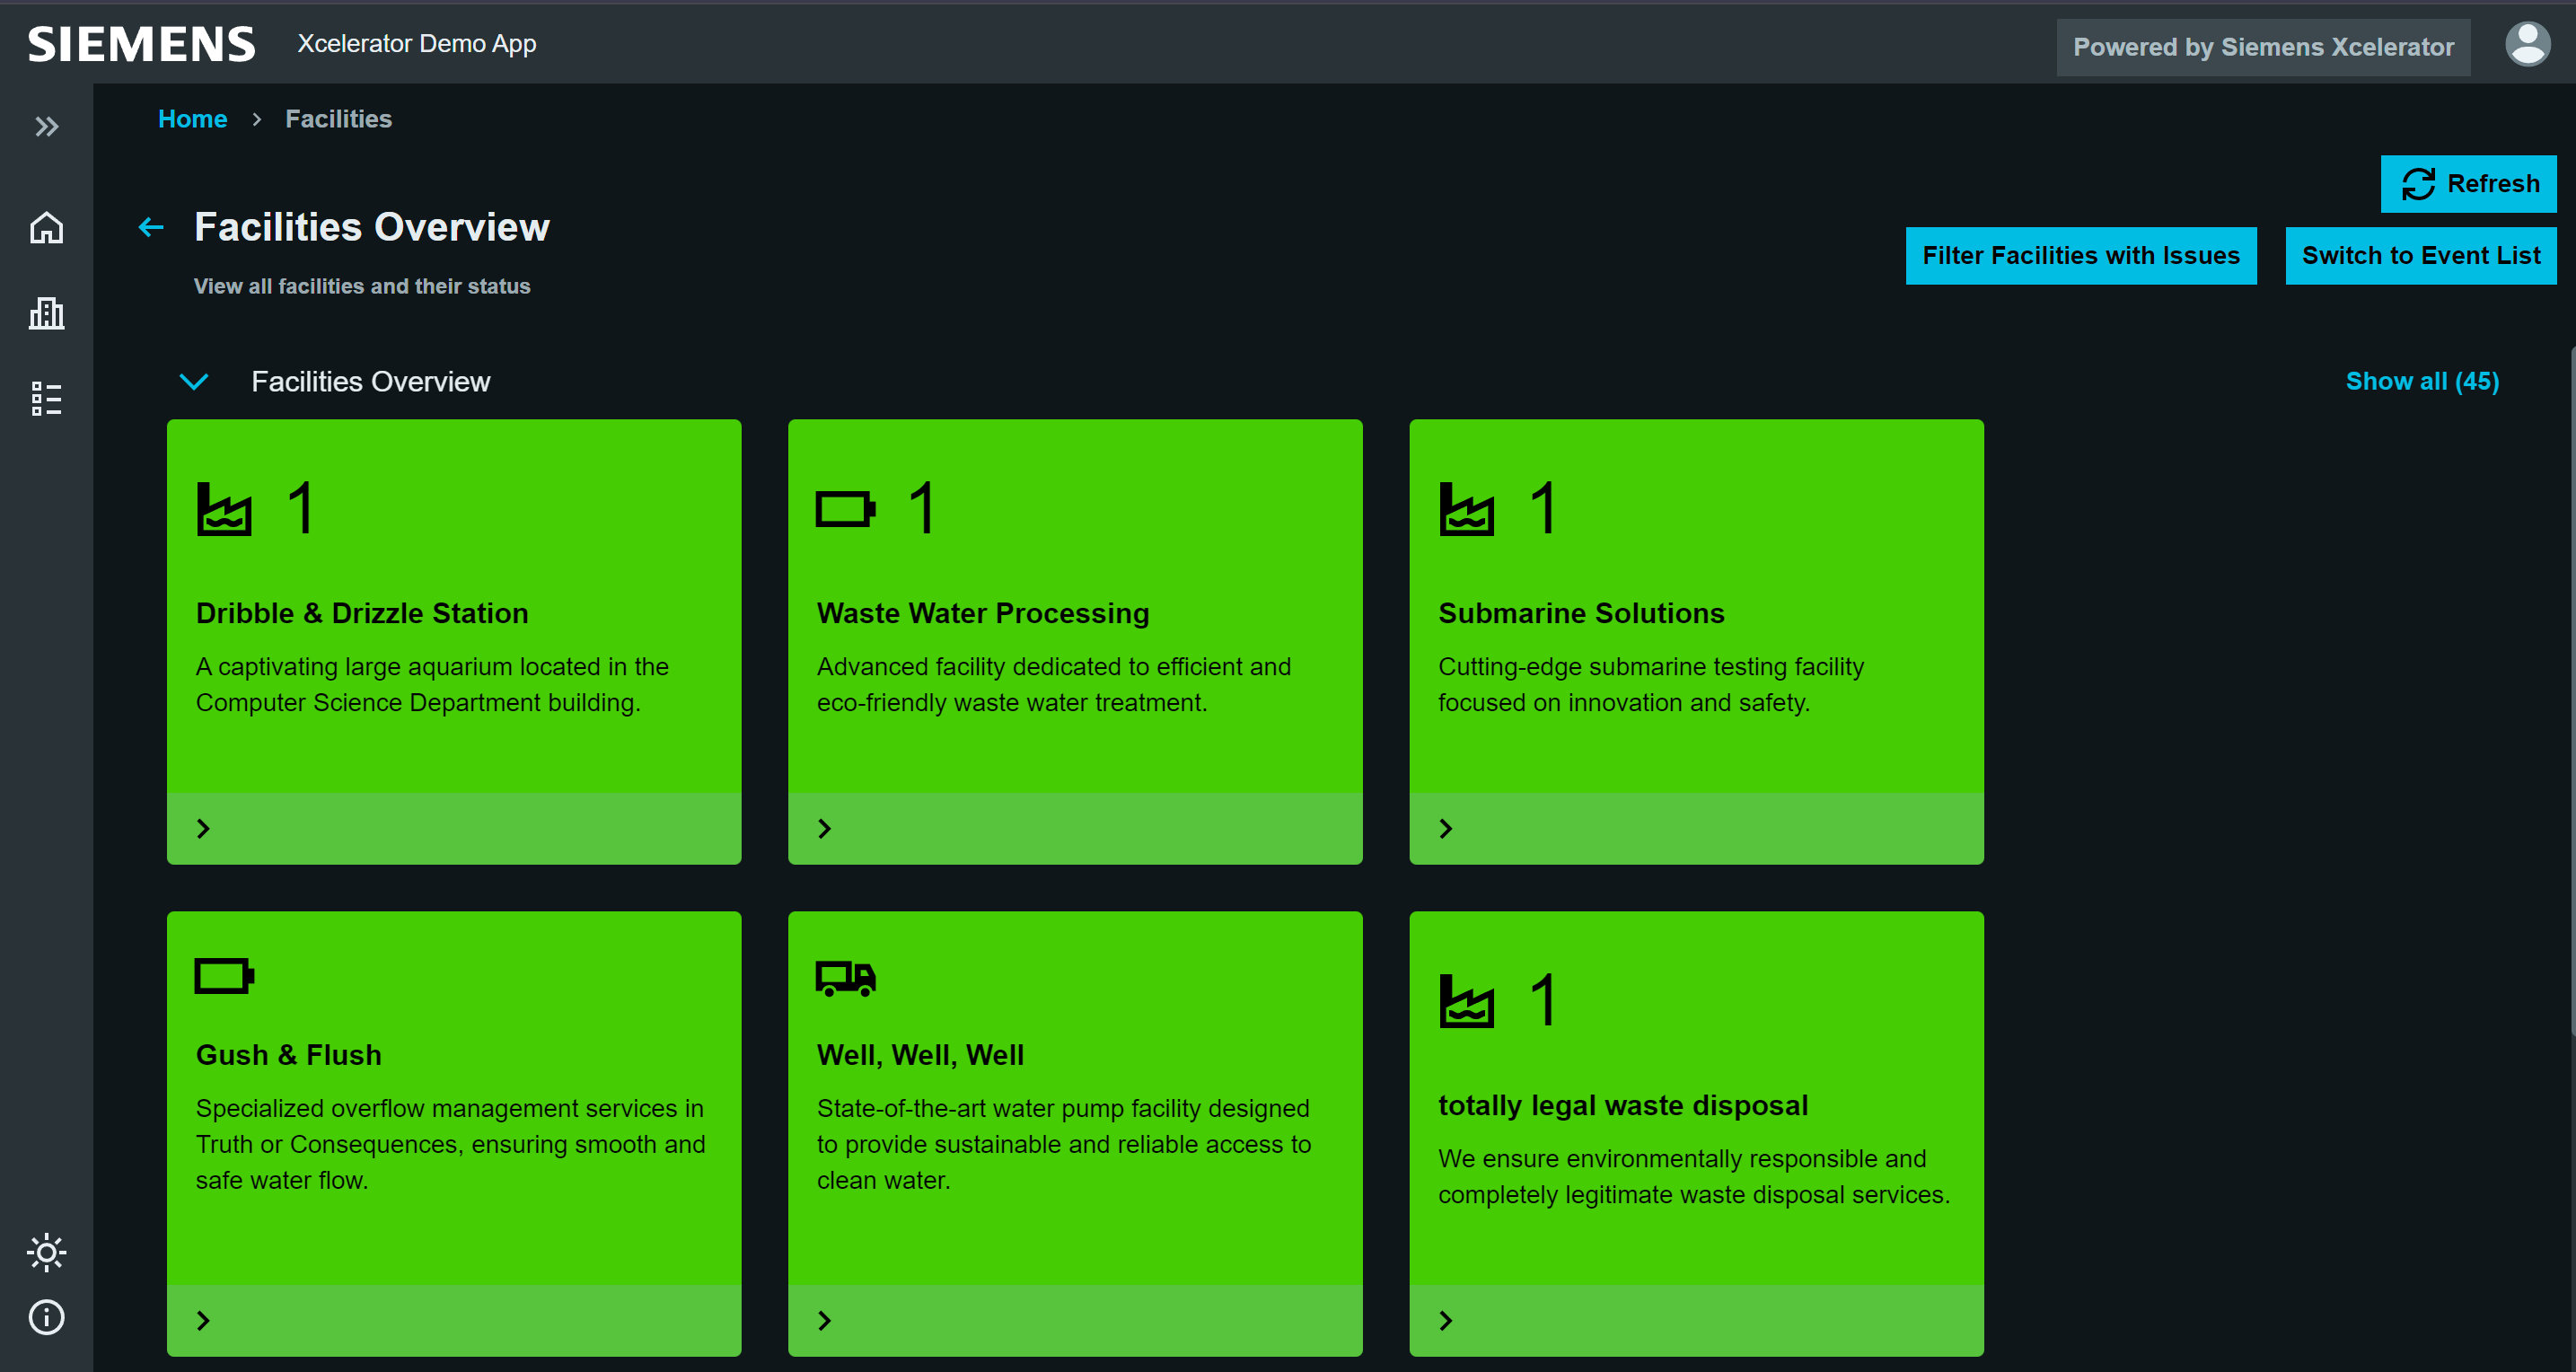 SIEMENS
Xcelerator Demo App
Powered by Siemens Xcelerator
Home
Facilities
Refresh
Facilities Overview
Filter Facilities with Issues
Switch to Event List
View all facilities and their status
Facilities Overview
Show all (45)
1
Dribble & Drizzle Station
A captivating large aquarium located in the
Computer Science Department building.
1
Waste Water Processing
Advanced facility dedicated to efficient and
eco-friendly waste water treatment.
1
Submarine Solutions
Cutting-edge submarine testing facility
focused on innovation and safety.
Gush & Flush
Specialized overflow management services in
Truth or Consequences, ensuring smooth and
safe water flow.
Well, Well, Well
State-of-the-art water pump facility designed
to provide sustainable and reliable access to
clean water.
1
totally legal waste disposal
We ensure environmentally responsible and
completely legitimate waste disposal services.